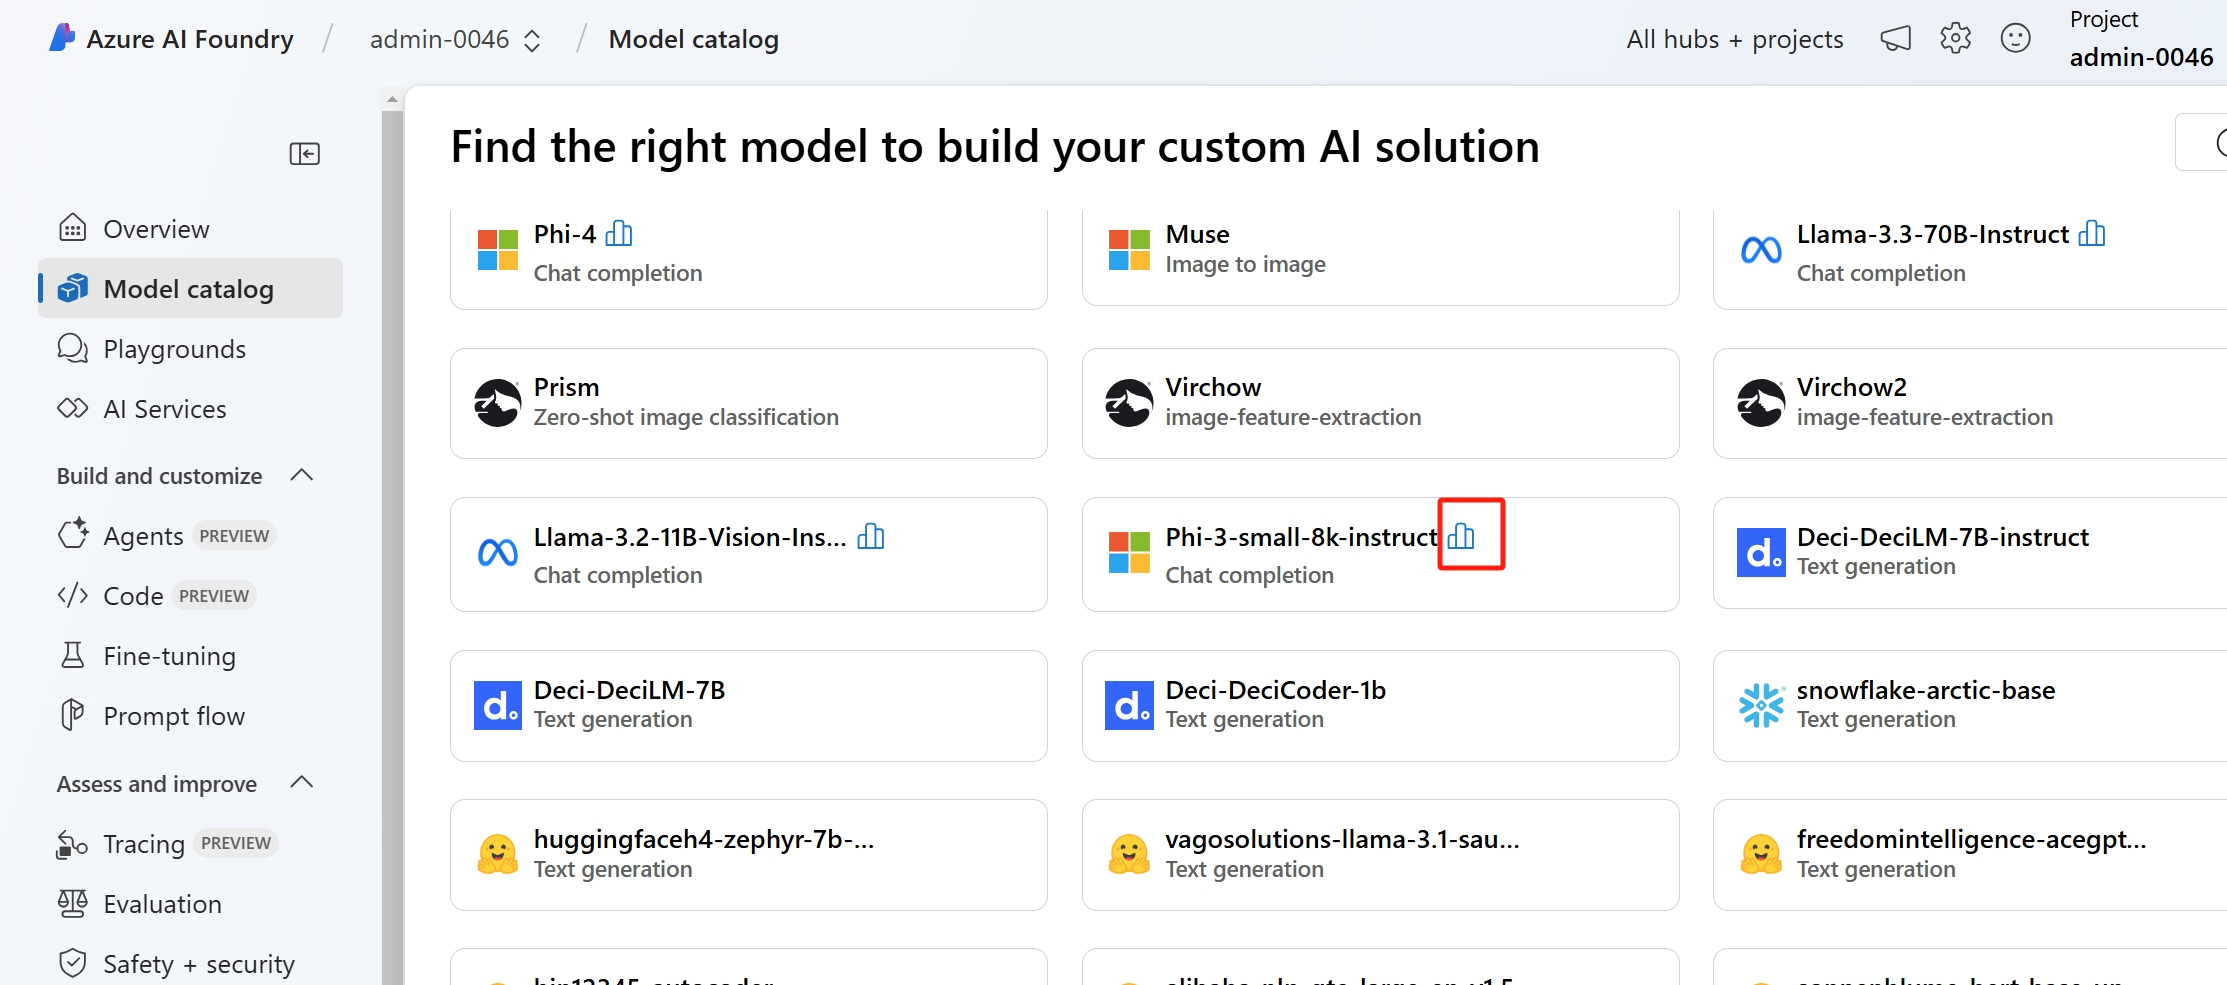 Azure AI Foundry / admin-0046 / Model catalog
All hubs + projects
Project
admin-0046
Overview
Model catalog
Playgrounds
AI Services
Build and customize
Agents PREVIEW
Code PREVIEW
Fine-tuning
Prompt flow
Assess and improve
Tracing PREVIEW
Evaluation
Safety + security
Find the right model to build your custom AI solution
Phi-4
Chat completion
Muse
Image to image
Llama-3.3-70B-Instruct
Chat completion
Prism
Zero-shot image classification
Virchow
image-feature-extraction
Virchow2
image-feature-extraction
Llama-3.2-11B-Vision-Ins...
Chat completion
Phi-3-small-8k-instruct
Chat completion
d.
Deci-DeciLM-7B-instruct
Text generation
d.
Deci-DeciLM-7B
Text generation
d.
Deci-DeciCoder-1b
Text generation
snowflake-arctic-base
Text generation
huggingfaceh4-zephyr-7b-...
Text generation
vagosolutions-llama-3.1-sau...
Text generation
freedomintelligence-acegpt...
Text generation